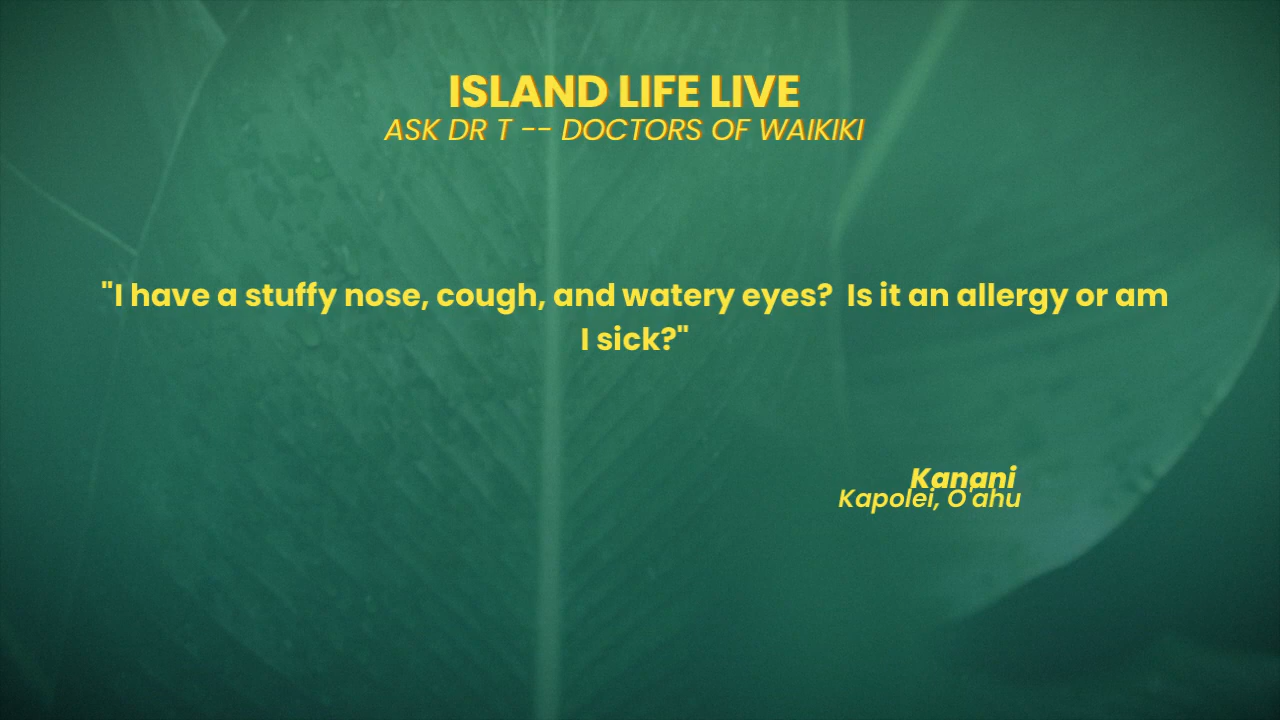 ISLAND LIFE LIVE
ASK DR T -- DOCTORS OF WAIKIKI
"I have a stuffy nose, cough, and watery eyes?  Is it an allergy or am
I sick?"
Kanani
Kapolei, O'ahu